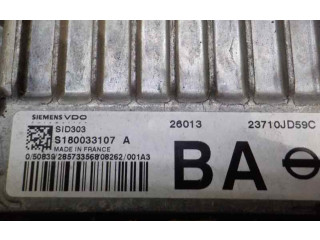 SIEMENS VDO
SID303
S180033107 A
MADE IN FRANCE
26013
23710JD59C
BA